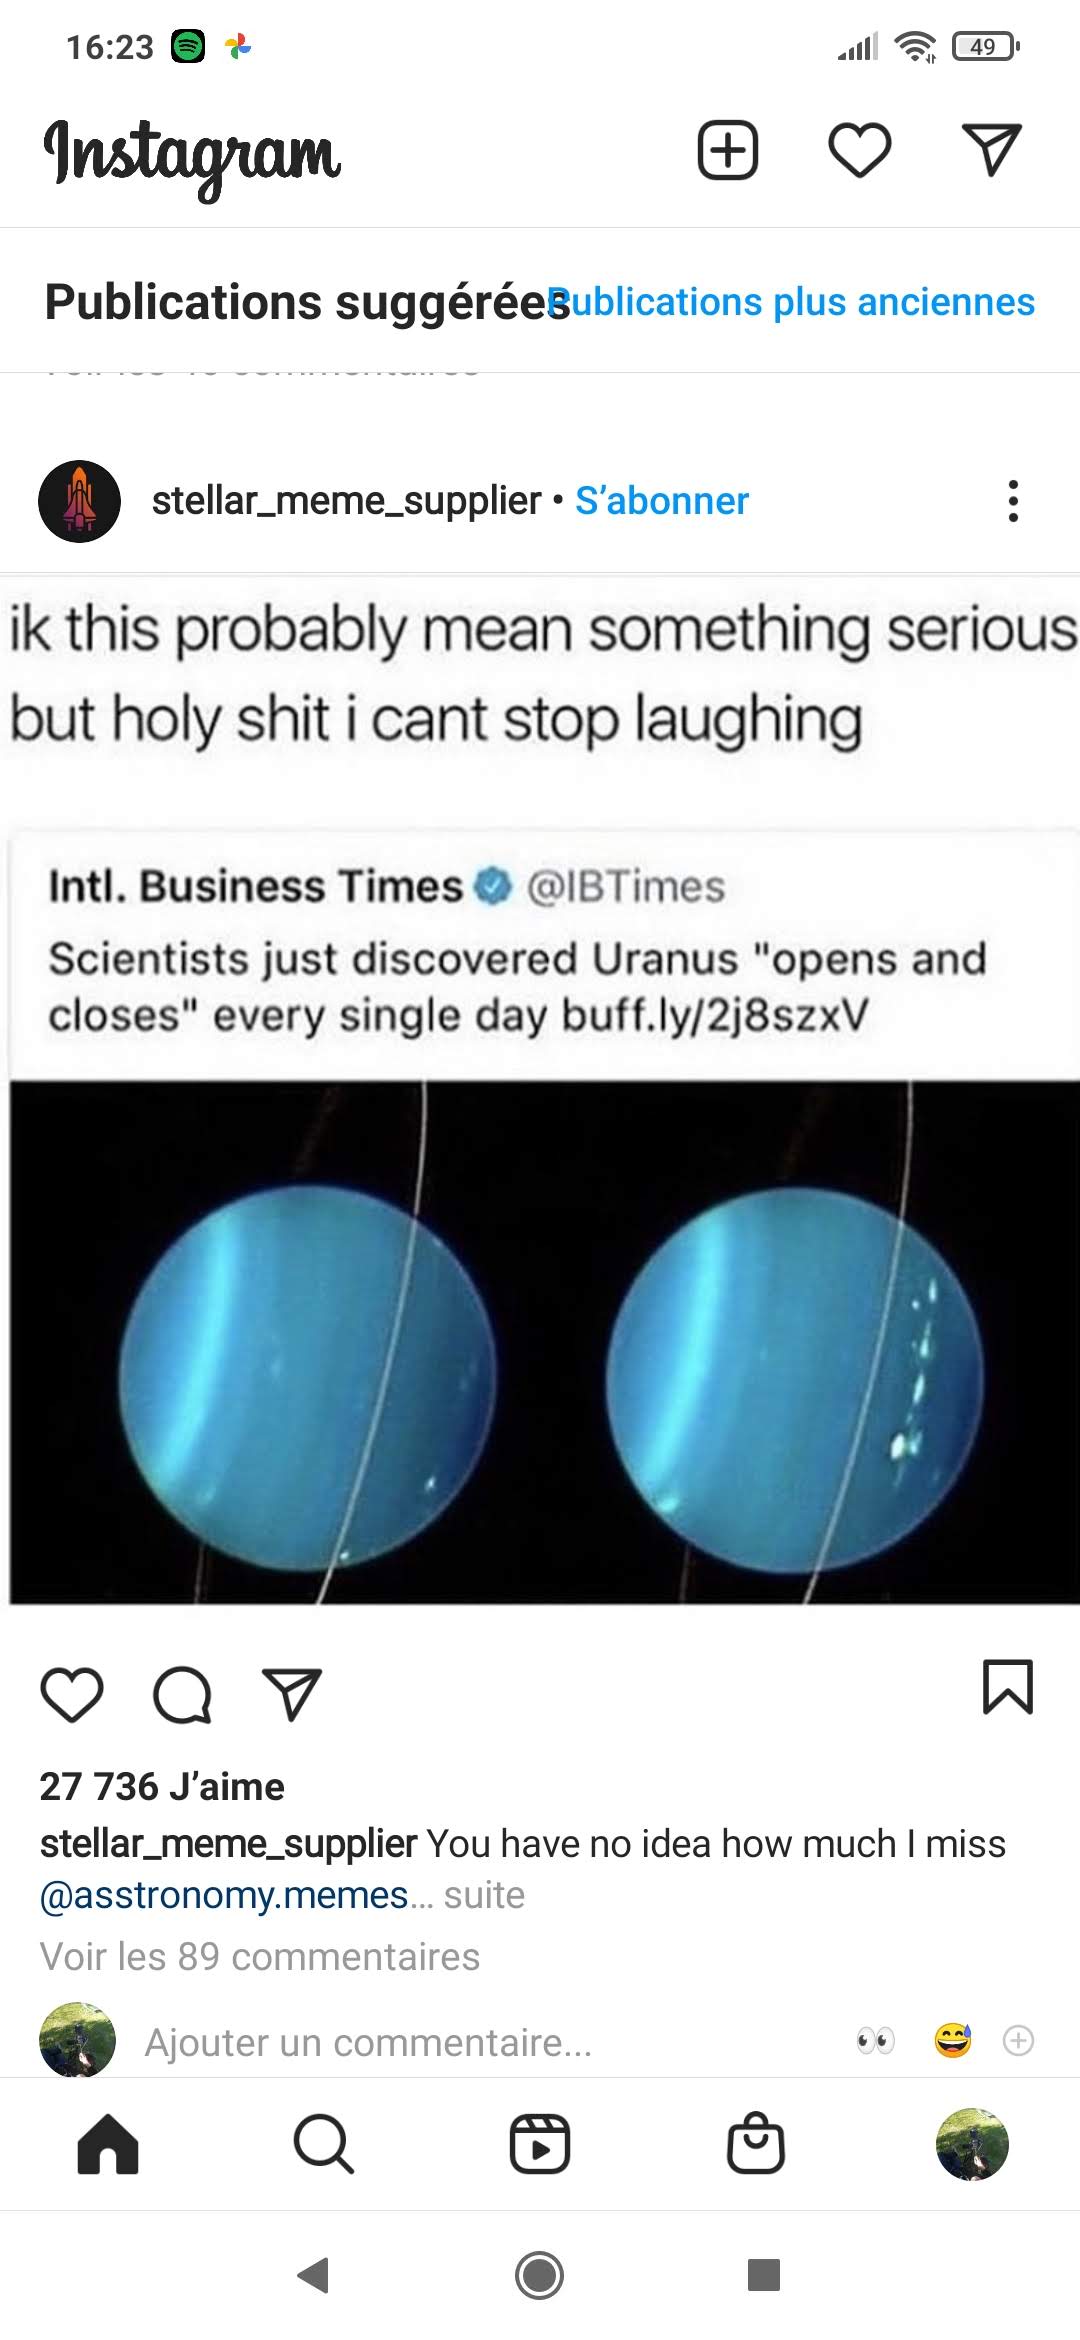 16:23
49
Instagram
Publications suggérées
Publications plus anciennes
stellar_meme_supplier • S'abonner
ik this probably mean something serious
but holy shit i cant stop laughing
Intl. Business Times @IBTimes
Scientists just discovered Uranus "opens and
closes" every single day buff.ly/2j8szxV
27 736 J'aime
stellar_meme_supplier You have no idea how much I miss
@asstronomy.memes... suite
Voir les 89 commentaires
Ajouter un commentaire...